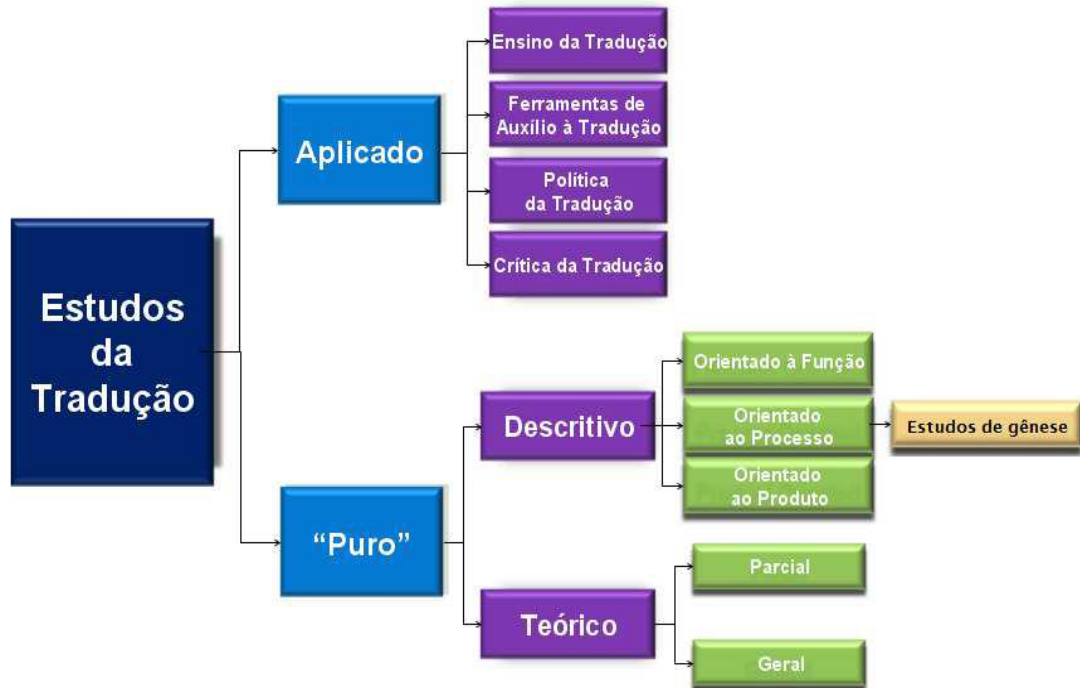 Estudos
da
Tradução
Aplicado
Ensino da Tradução
Ferramentas de
Auxílio à Tradução
Política
da Tradução
Crítica da Tradução
“Puro”
Descritivo
Orientado à Função
Orientado
ao Processo
Estudos de gênese
Orientado
ao Produto
Teórico
Parcial
Geral